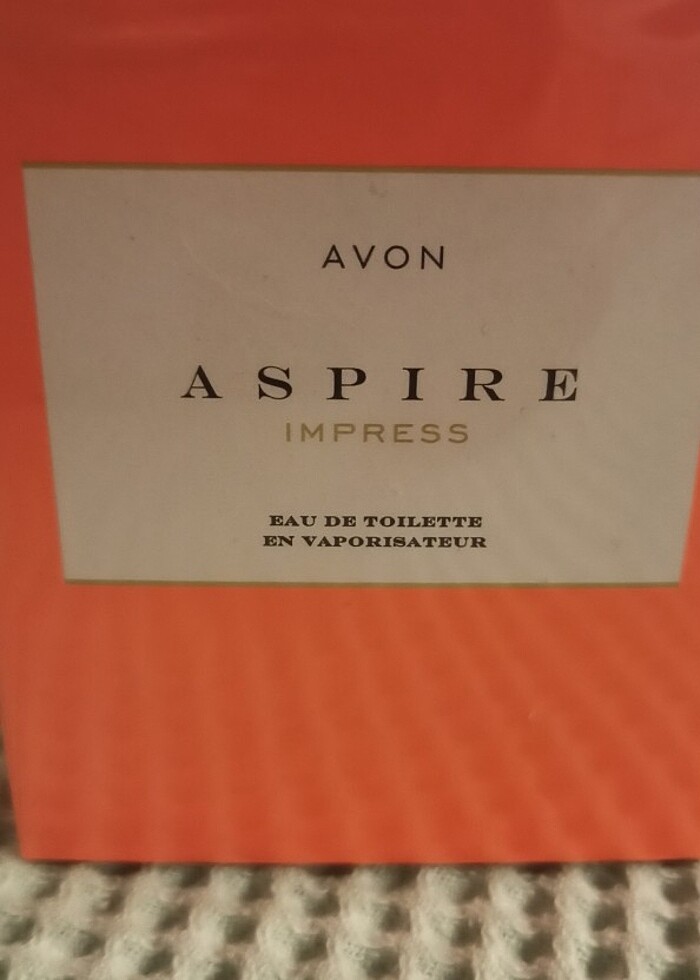 AVON
ASPIRE
IMPRESS
EAU DE TOILETTE
EN VAPORISATEUR